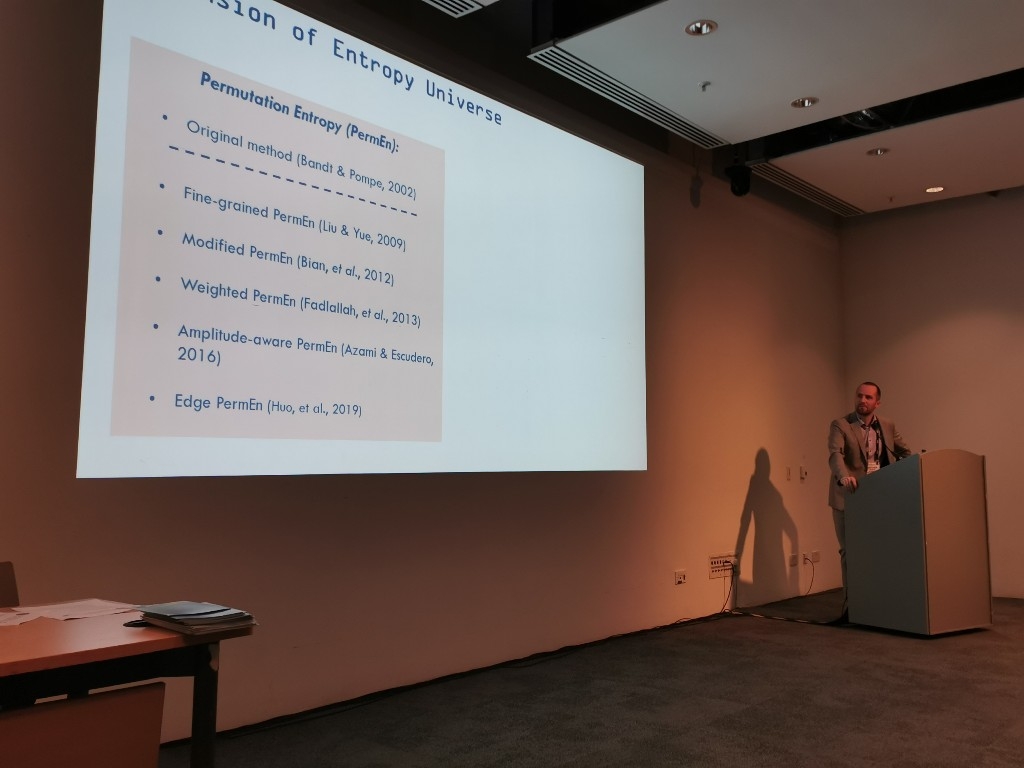 sion of Entropy Universe
Permutation Entropy (PermEn):
• Original method (Bandt & Pompe, 2002)
• Fine-grained PermEn (Liu & Yue, 2009)
• Modified PermEn (Bian, et al., 2012)
• Weighted PermEn (Fadlallah, et al., 2013)
• Amplitude-aware PermEn (Azami & Escudero,
2016)
• Edge PermEn (Huo, et al., 2019)